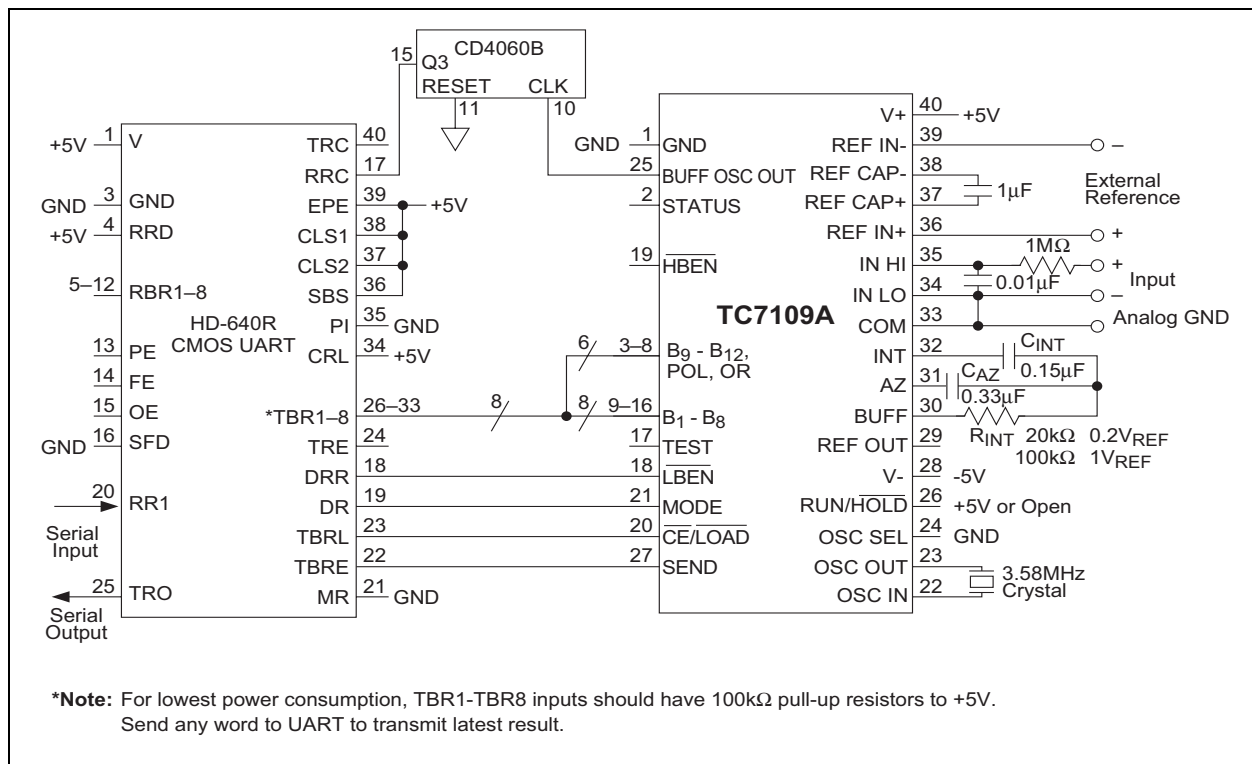 CD4060B
15
Q3
RESET
CLK
11
10
+5V
1
V
GND
3
GND
+5V
4
RRD
5–12
RBR1–8
HD-640R
CMOS UART
13
PE
14
FE
15
OE
GND
16
SFD
20
RR1
Serial
Input
25
TRO
Serial
Output
TRC
40
RRC
17
EPE
39
+5V
CLS1
38
CLS2
37
SBS
36
PI
35
GND
CRL
34
+5V
*TBR1–8
26–33
8
6
8
TRE
24
DRR
18
DR
19
TBRL
23
TBRE
22
MR
21
GND
TC7109A
GND
1
GND
25
BUFF OSC OUT
2
STATUS
19
HBEN
3–8
B9 - B12,
POL, OR
9–16
B1 - B8
17
TEST
18
LBEN
21
MODE
20
CE/LOAD
27
SEND
V+
40
+5V
REF IN-
39
–
REF CAP-
38
REF CAP+
37
1µF
External
Reference
REF IN+
36
+
IN HI
35
1MΩ
+
0.01µF
Input
IN LO
34
–
COM
33
Analog GND
INT
32
CINT
0.15µF
AZ
31
CAZ
0.33µF
BUFF
30
RINT
20kΩ
0.2VREF
100kΩ
1VREF
REF OUT
29
V-
28
-5V
RUN/HOLD
26
+5V or Open
OSC SEL
24
GND
OSC OUT
23
OSC IN
22
3.58MHz
Crystal
*Note: For lowest power consumption, TBR1-TBR8 inputs should have 100kΩ pull-up resistors to +5V.
Send any word to UART to transmit latest result.